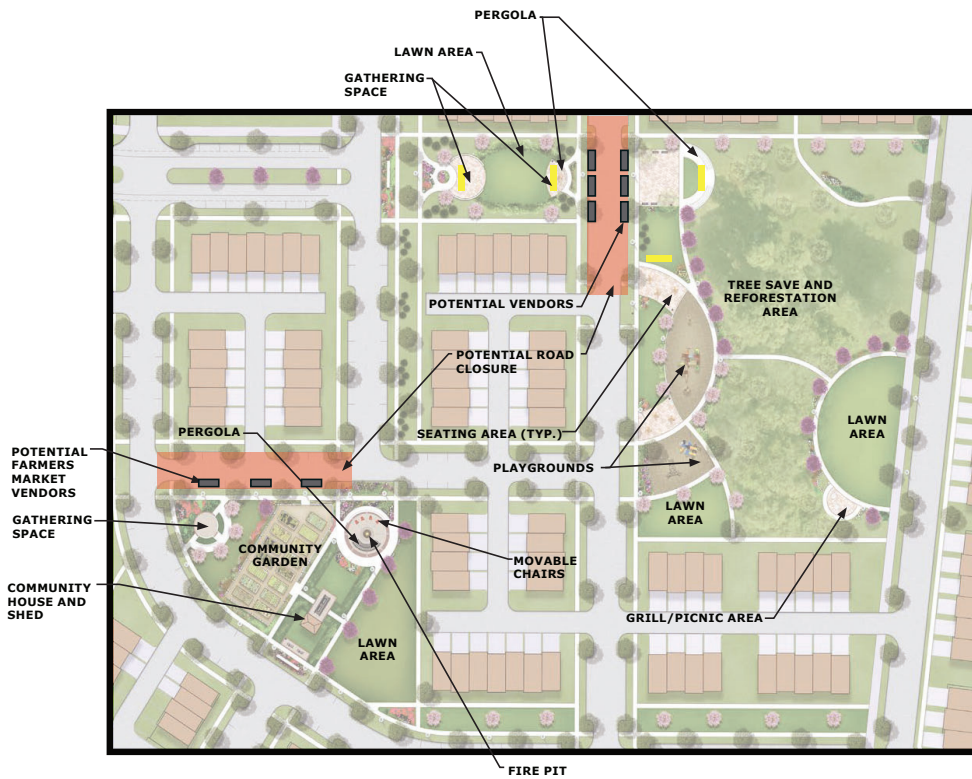 PERGOLA
LAWN AREA
GATHERING
SPACE
TREE SAVE AND
REFORESTATION
AREA
POTENTIAL VENDORS
POTENTIAL ROAD
CLOSURE
LAWN
AREA
PERGOLA
SEATING AREA (TYP.)
POTENTIAL
FARMERS
MARKET
VENDORS
PLAYGROUNDS
LAWN
AREA
GATHERING
SPACE
COMMUNITY
GARDEN
MOVABLE
CHAIRS
COMMUNITY
HOUSE AND
SHED
GRILL/PICNIC AREA
LAWN
AREA
FIRE PIT